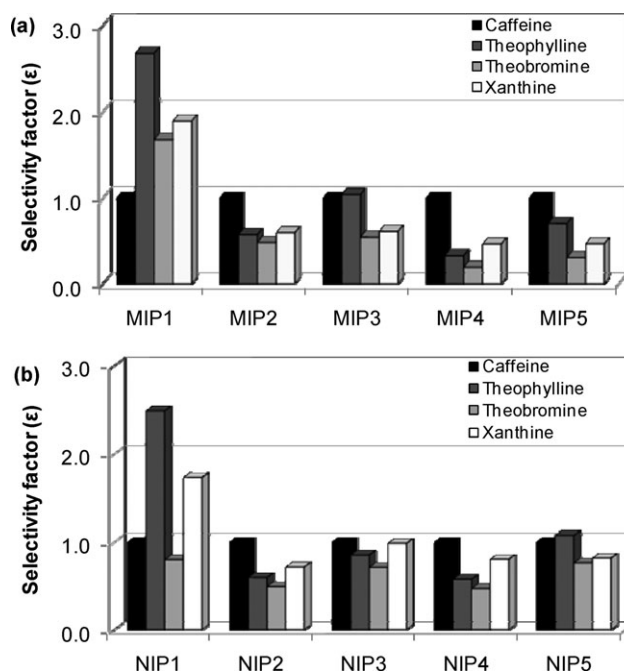 (a)
3.0
2.0
1.0
0.0
Selectivity factor (ε)
Caffeine
Theophylline
Theobromine
Xanthine
MIP1 MIP2 MIP3 MIP4 MIP5
(b)
3.0
2.0
1.0
0.0
Selectivity factor (ε)
Caffeine
Theophylline
Theobromine
Xanthine
NIP1 NIP2 NIP3 NIP4 NIP5